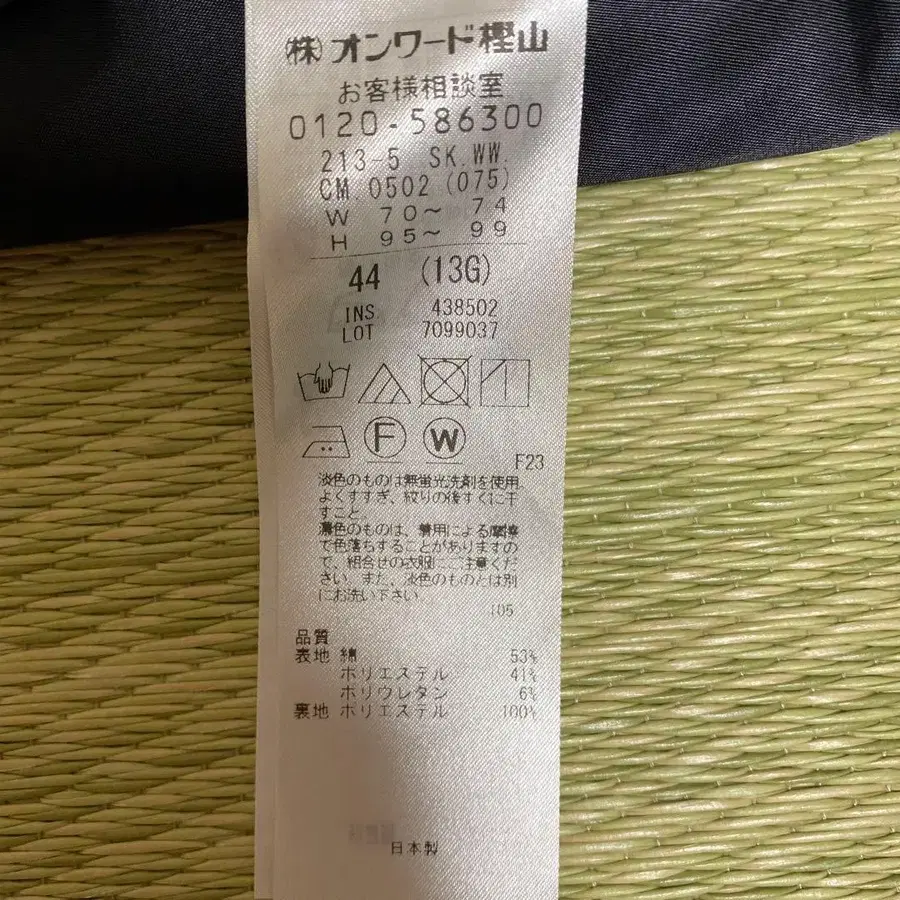 (株)オンワード樫山
お客様相談室
0120-586300
213-5 SK.WW.
CM.0502 (075)
W 70~ 74
H 95~ 99
44 (13G)
INS. 438502
LOT 7099037
F W
F23
淡色のものは無蛍光洗剤を使用
よくすすぎ、絞りの後すぐに干
すこと。
濃色のものは、着用による摩擦
で色落ちすることがありますの
で、組合せの衣服にご注意くだ
さい。また、淡色のものとは別
にお洗い下さい。
105
品質
表地 綿 53%
ポリエステル 41%
ポリウレタン 6%
裏地 ポリエステル 100%
日本製